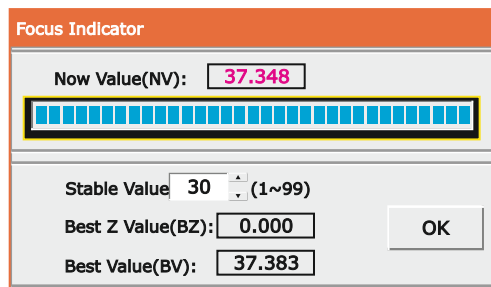 Focus Indicator
Now Value(NV): 37.348
Stable Value 30 (1~99)
Best Z Value(BZ): 0.000
OK
Best Value(BV): 37.383